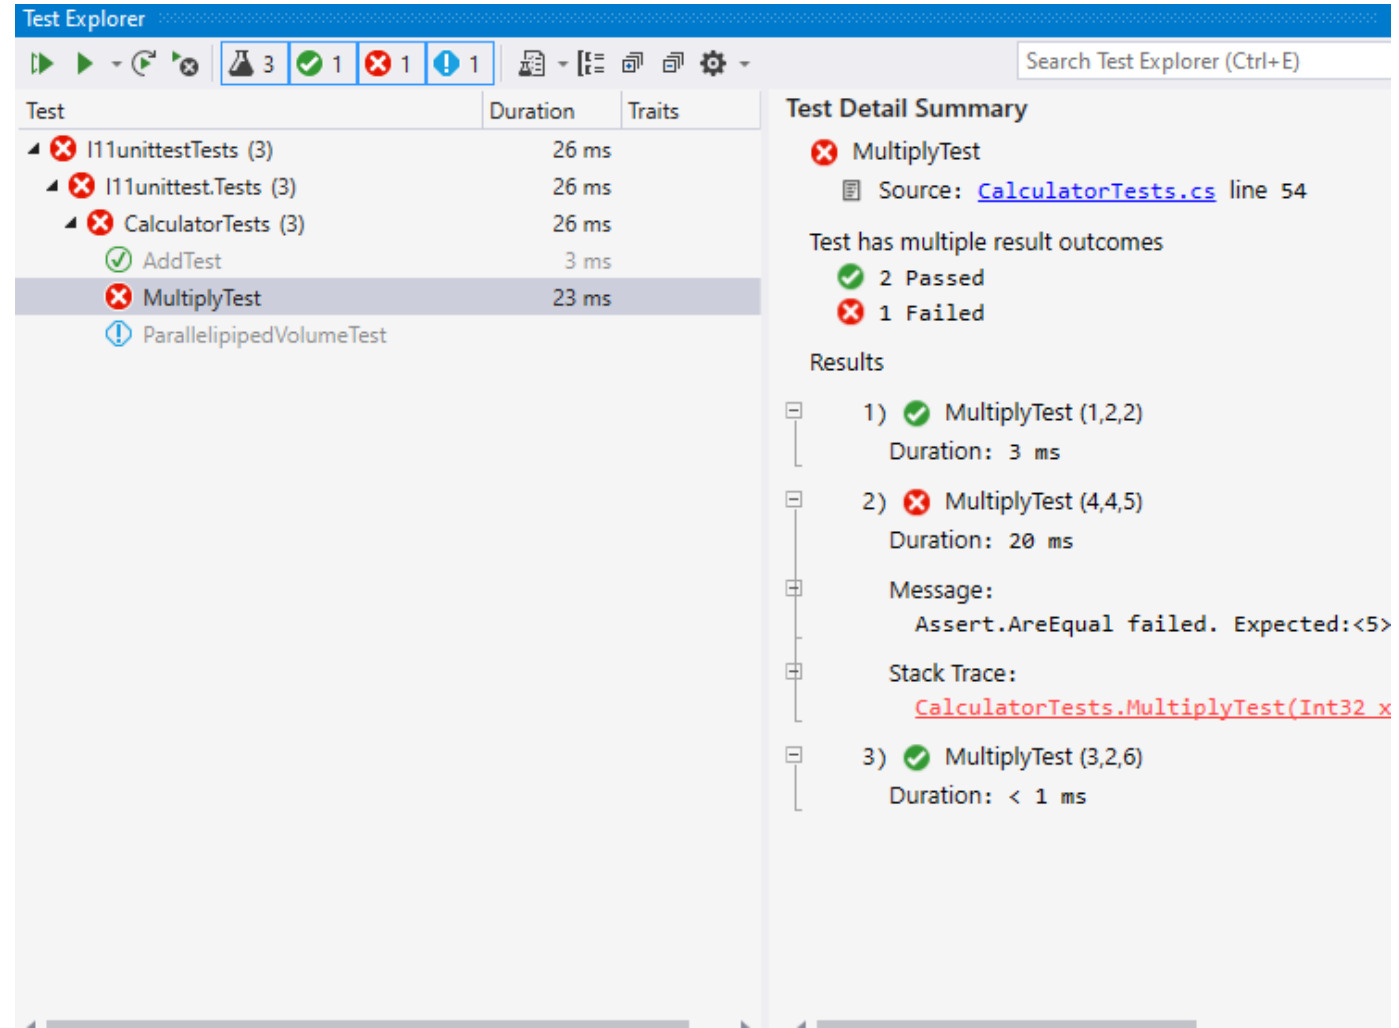 Test Explorer
3 1 1 1
Search Test Explorer (Ctrl+E)
Test Duration Traits
l11unittestTests (3) 26 ms
l11unittest.Tests (3) 26 ms
CalculatorTests (3) 26 ms
AddTest 3 ms
MultiplyTest 23 ms
ParallelipipedVolumeTest
Test Detail Summary
MultiplyTest
Source: CalculatorTests.cs line 54
Test has multiple result outcomes
2 Passed
1 Failed
Results
1) MultiplyTest (1,2,2)
Duration: 3 ms
2) MultiplyTest (4,4,5)
Duration: 20 ms
Message:
Assert.AreEqual failed. Expected:<5>
Stack Trace:
CalculatorTests.MultiplyTest(Int32 x
3) MultiplyTest (3,2,6)
Duration: < 1 ms